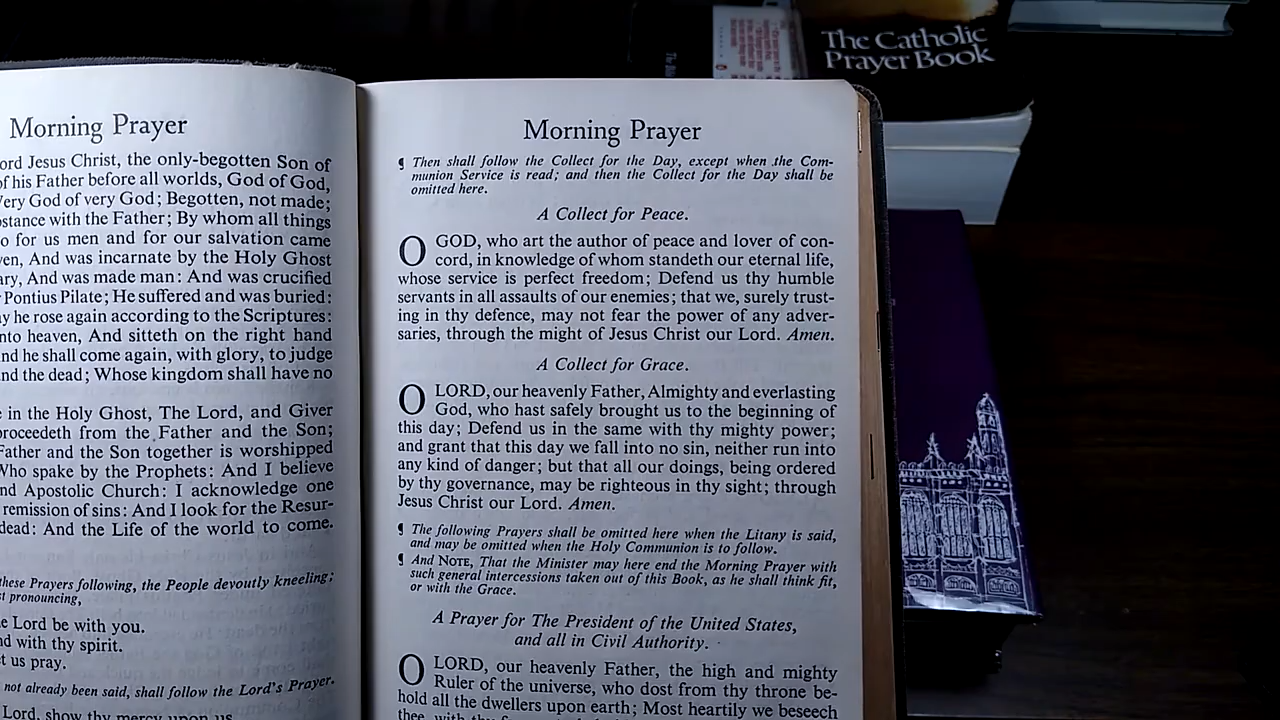 The Catholic
Prayer Book
Morning Prayer
ord Jesus Christ, the only-begotten Son of
of his Father before all worlds, God of God,
Very God of very God; Begotten, not made;
bstance with the Father; By whom all things
o for us men and for our salvation came
ven, And was incarnate by the Holy Ghost
ary, And was made man: And was crucified
Pontius Pilate; He suffered and was buried:
y he rose again according to the Scriptures:
nto heaven, And sitteth on the right hand
nd he shall come again, with glory, to judge
nd the dead; Whose kingdom shall have no
e in the Holy Ghost, The Lord, and Giver
proceedeth from the Father and the Son;
Father and the Son together is worshipped
Who spake by the Prophets: And I believe
nd Apostolic Church: I acknowledge one
remission of sins: And I look for the Resur-
dead: And the Life of the world to come.
these Prayers following, the People devoutly kneeling;
st pronouncing,
e Lord be with you.
nd with thy spirit.
t us pray.
not already been said, shall follow the Lord's Prayer.
Lord, show thy mercy upon us.
Morning Prayer
¶ Then shall follow the Collect for the Day, except when the Com-
munion Service is read; and then the Collect for the Day shall be
omitted here.
A Collect for Peace.
O GOD, who art the author of peace and lover of con-
cord, in knowledge of whom standeth our eternal life,
whose service is perfect freedom; Defend us thy humble
servants in all assaults of our enemies; that we, surely trust-
ing in thy defence, may not fear the power of any adver-
saries, through the might of Jesus Christ our Lord. Amen.
A Collect for Grace.
O LORD, our heavenly Father, Almighty and everlasting
God, who hast safely brought us to the beginning of
this day; Defend us in the same with thy mighty power;
and grant that this day we fall into no sin, neither run into
any kind of danger; but that all our doings, being ordered
by thy governance, may be righteous in thy sight; through
Jesus Christ our Lord. Amen.
¶ The following Prayers shall be omitted here when the Litany is said,
and may be omitted when the Holy Communion is to follow.
¶ And NOTE, That the Minister may here end the Morning Prayer with
such general intercessions taken out of this Book, as he shall think fit,
or with the Grace.
A Prayer for The President of the United States,
and all in Civil Authority.
O LORD, our heavenly Father, the high and mighty
Ruler of the universe, who dost from thy throne be-
hold all the dwellers upon earth; Most heartily we beseech
thee, with thy